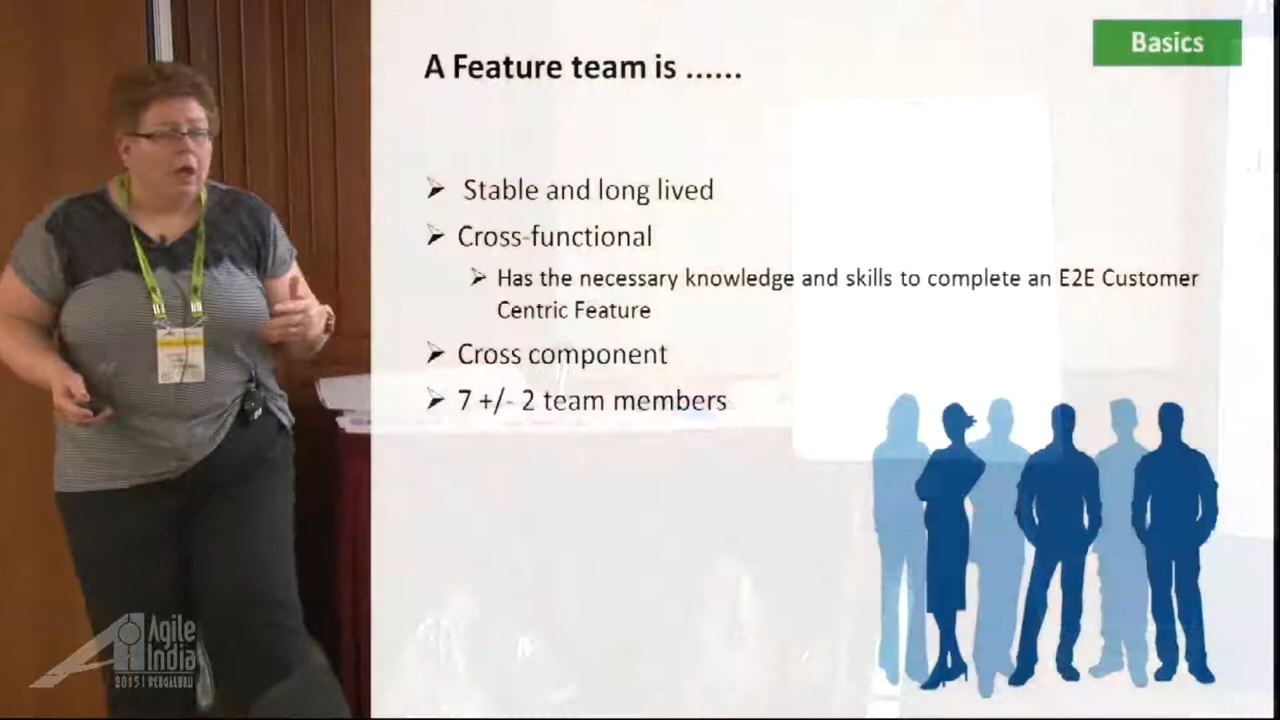 Basics
A Feature team is ......
Stable and long lived
Cross-functional
Has the necessary knowledge and skills to complete an E2E Customer
Centric Feature
Cross component
7 +/- 2 team members
Agile
India
2015 | BENGALURU